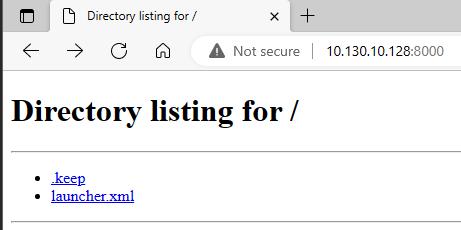 Directory listing for /
Not secure 10.130.10.128:8000
Directory listing for /
.keep
launcher.xml